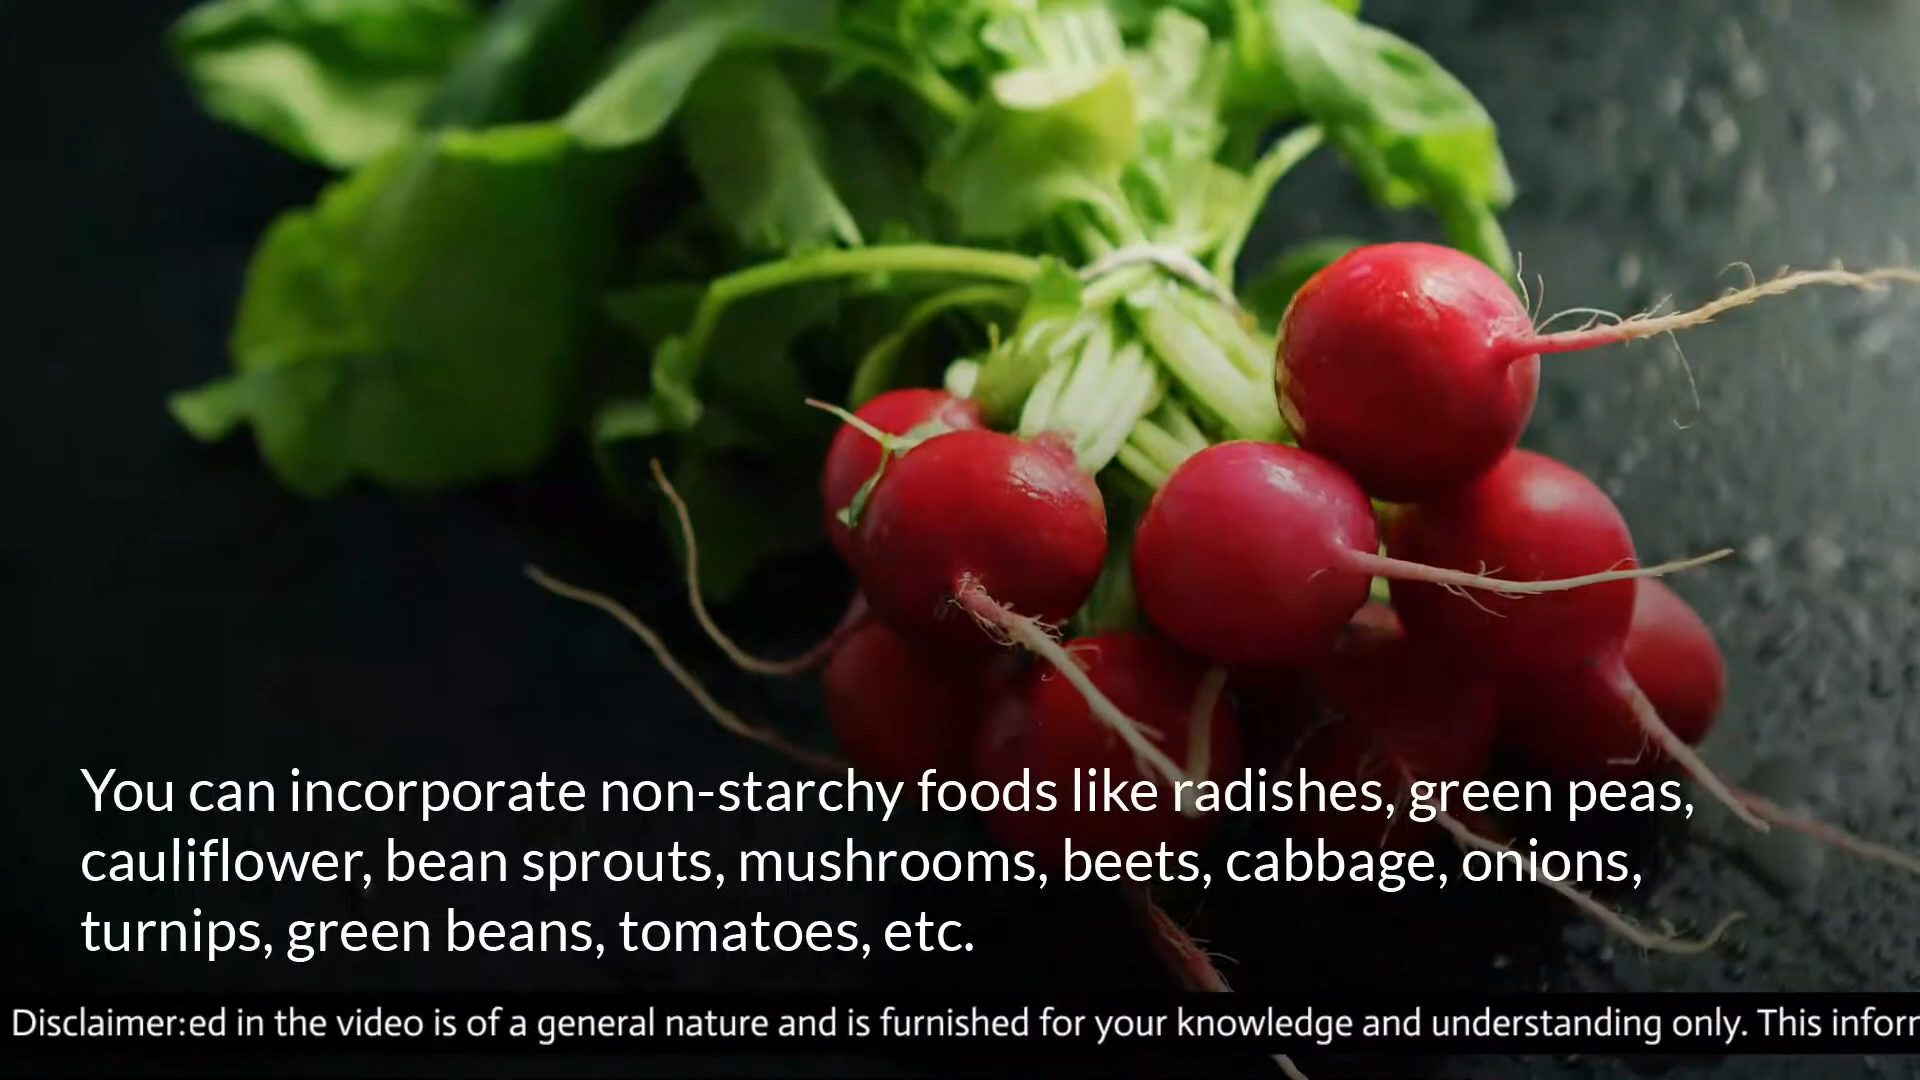 You can incorporate non-starchy foods like radishes, green peas,
cauliflower, bean sprouts, mushrooms, beets, cabbage, onions,
turnips, green beans, tomatoes, etc.
Disclaimer:ed in the video is of a general nature and is furnished for your knowledge and understanding only. This